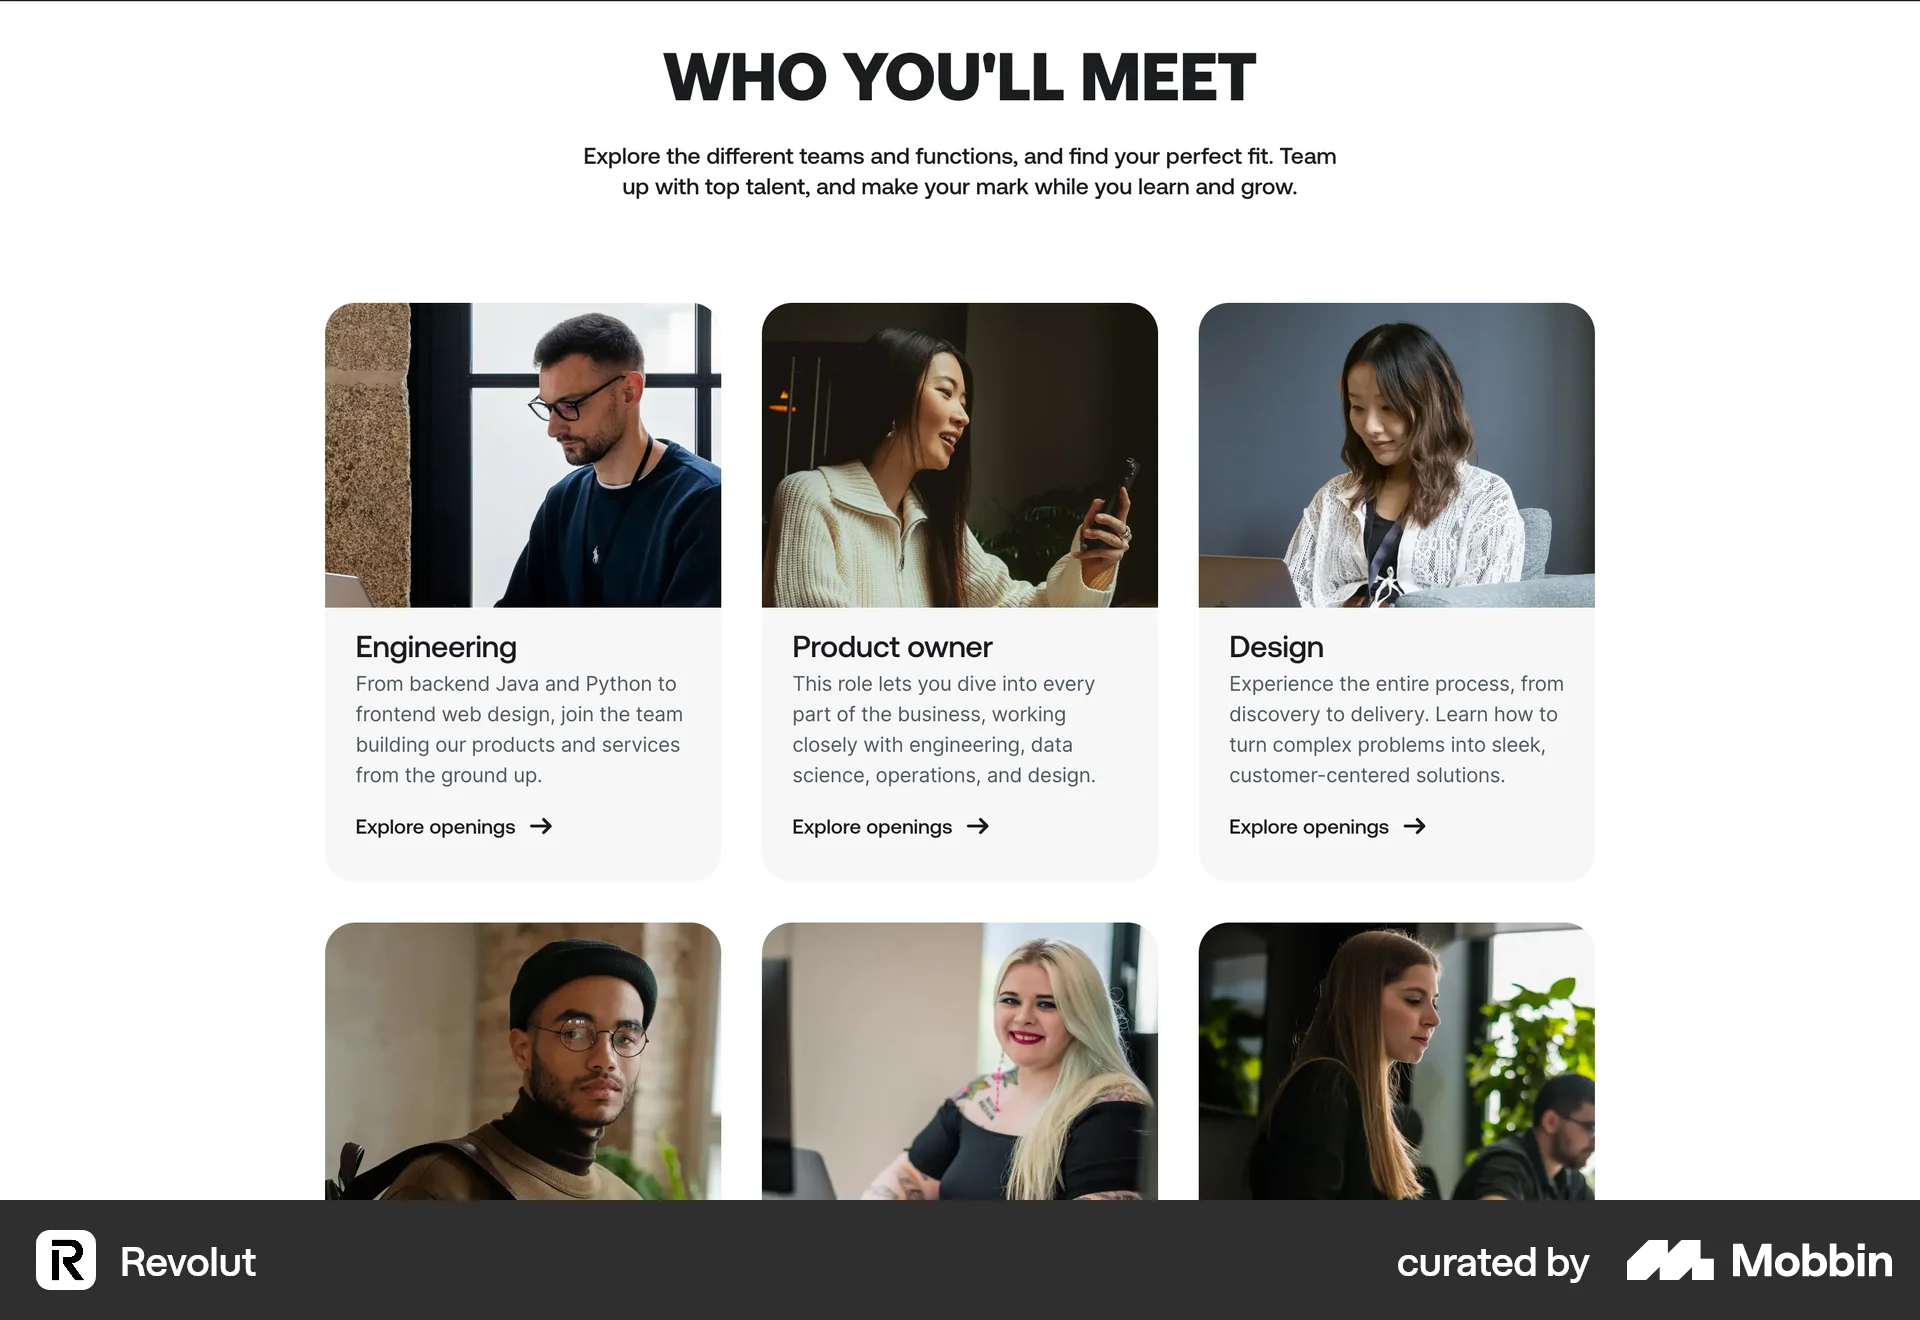 WHO YOU'LL MEET
Explore the different teams and functions, and find your perfect fit. Team
up with top talent, and make your mark while you learn and grow.
Engineering
From backend Java and Python to
frontend web design, join the team
building our products and services
from the ground up.
Explore openings
Product owner
This role lets you dive into every
part of the business, working
closely with engineering, data
science, operations, and design.
Explore openings
Design
Experience the entire process, from
discovery to delivery. Learn how to
turn complex problems into sleek,
customer-centered solutions.
Explore openings
Revolut
curated by Mobbin